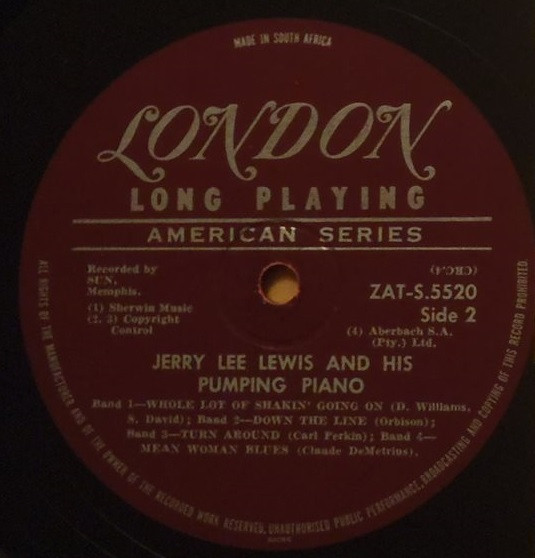 MADE IN SOUTH AFRICA
LONDON
LONG PLAYING
AMERICAN SERIES
Recorded by
SUN,
Memphis.
(1) Sherwin Music
(2, 3) Copyright
Control
ZAT-S.5520
Side 2
(4) Aberbach S.A.
(Pty.) Ltd.
JERRY LEE LEWIS AND HIS
PUMPING PIANO
Band 1—WHOLE LOT OF SHAKIN' GOING ON (D. Williams,
S. David); Band 2—DOWN THE LINE (Orbison);
Band 3—TURN AROUND (Carl Perkin); Band 4—
MEAN WOMAN BLUES (Claude DeMetrius).
ALL RIGHTS OF THE MANUFACTURER AND OF THE OWNER OF THE RECORDED WORK RESERVED. UNAUTHORISED PUBLIC PERFORMANCE, BROADCASTING AND COPYING OF THIS RECORD PROHIBITED.